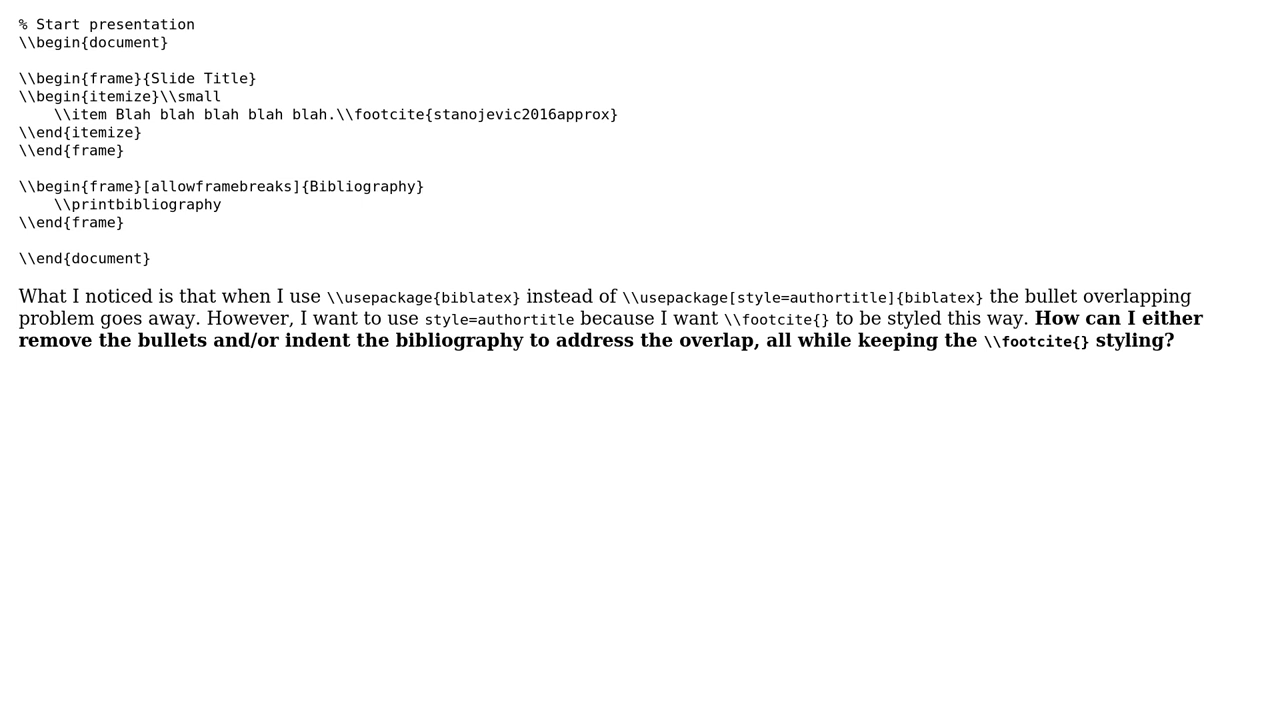 % Start presentation
\\begin{document}

\\begin{frame}{Slide Title}
\\begin{itemize}\\small
    \\item Blah blah blah blah blah.\\footcite{stanojevic2016approx}
\\end{itemize}
\\end{frame}

\\begin{frame}[allowframebreaks]{Bibliography}
    \\printbibliography
\\end{frame}

\\end{document}

What I noticed is that when I use \\usepackage{biblatex} instead of \\usepackage[style=authortitle]{biblatex} the bullet overlapping
problem goes away. However, I want to use style=authortitle because I want \\footcite{} to be styled this way. How can I either
remove the bullets and/or indent the bibliography to address the overlap, all while keeping the \\footcite{} styling?